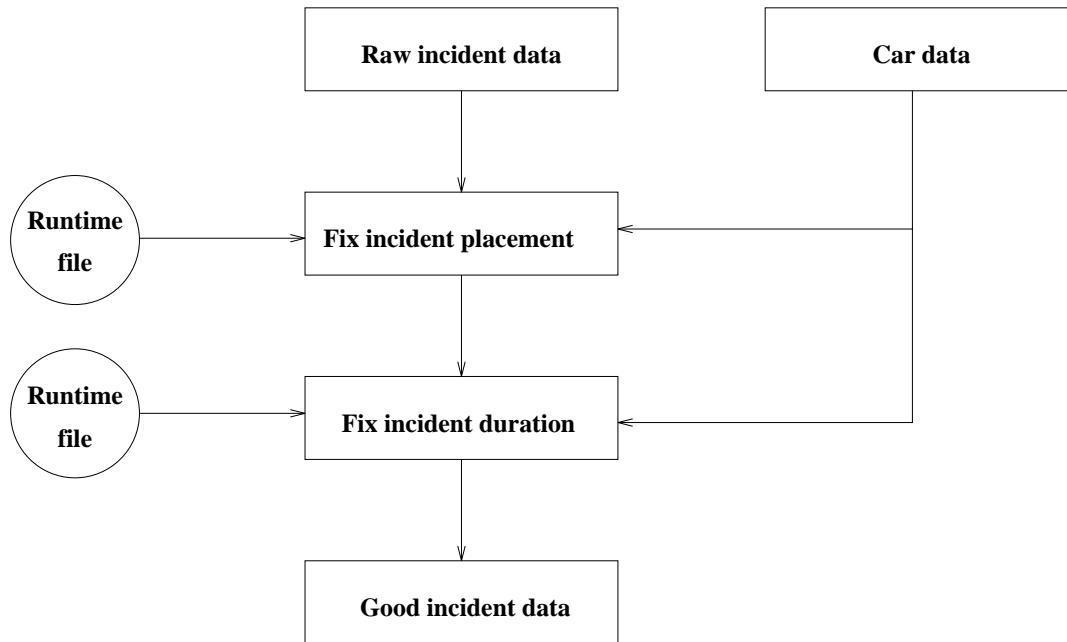 Raw incident data
Car data
Runtime
file
Fix incident placement
Runtime
file
Fix incident duration
Good incident data